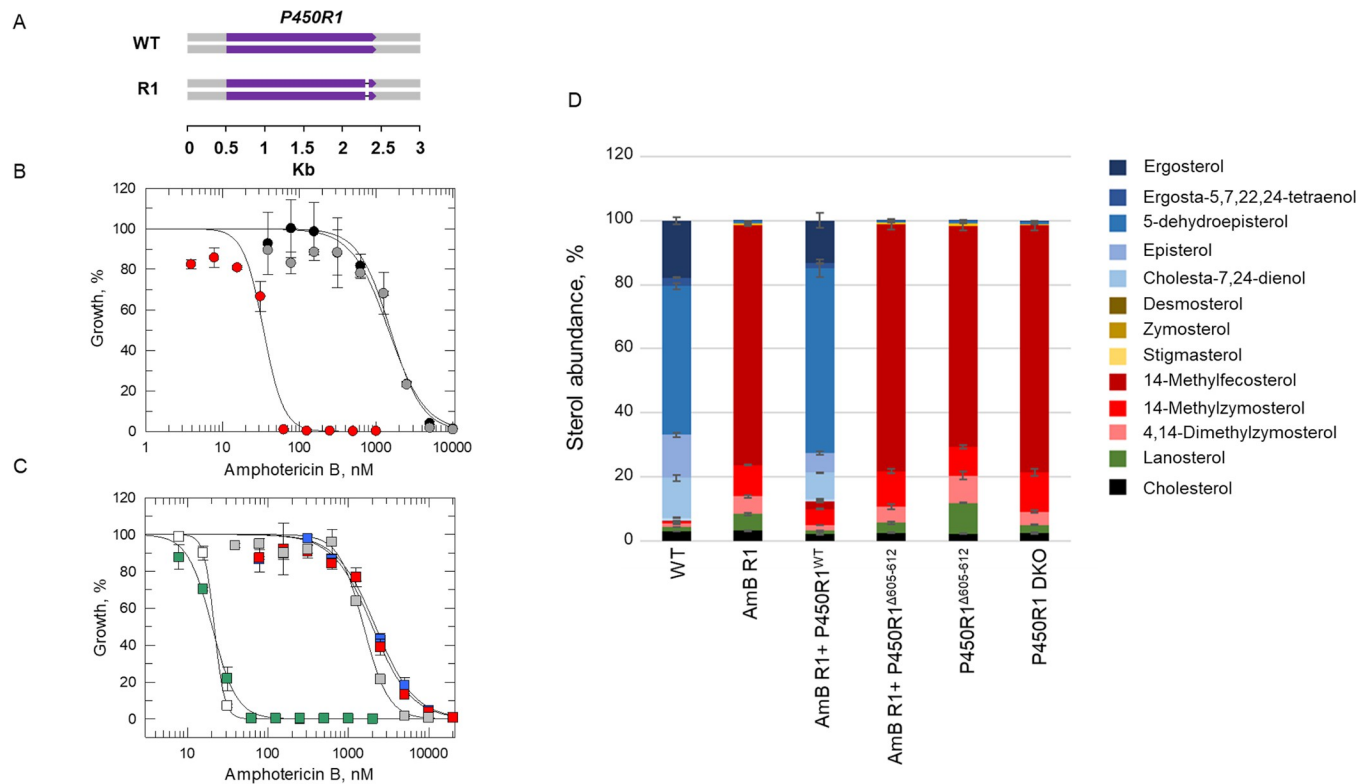 A
P450R1
WT
R1
0 0.5 1 1.5 2 2.5 3
Kb
B
Growth, %
120
100
80
60
40
20
0
1 10 100 1000 10000
Amphotericin B, nM
C
Growth, %
120
100
80
60
40
20
0
10 100 1000 10000
Amphotericin B, nM
D
Sterol abundance, %
120
100
80
60
40
20
0
WT
AmB R1
AmB R1+ P450R1WT
AmB R1+ P450R1Δ605-612
P450R1Δ605-612
P450R1 DKO
Ergosterol
Ergosta-5,7,22,24-tetraenol
5-dehydroepisterol
Episterol
Cholesta-7,24-dienol
Desmosterol
Zymosterol
Stigmasterol
14-Methylfecosterol
14-Methylzymosterol
4,14-Dimethylzymosterol
Lanosterol
Cholesterol